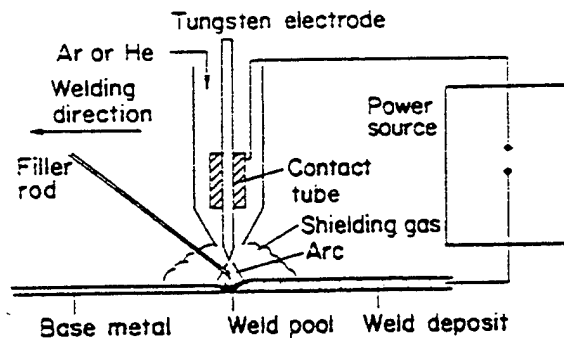 Tungsten electrode
Ar or He
Welding
direction
Power
source
Filler
rod
Contact
tube
Shielding gas
Arc
Base metal
Weld pool
Weld deposit